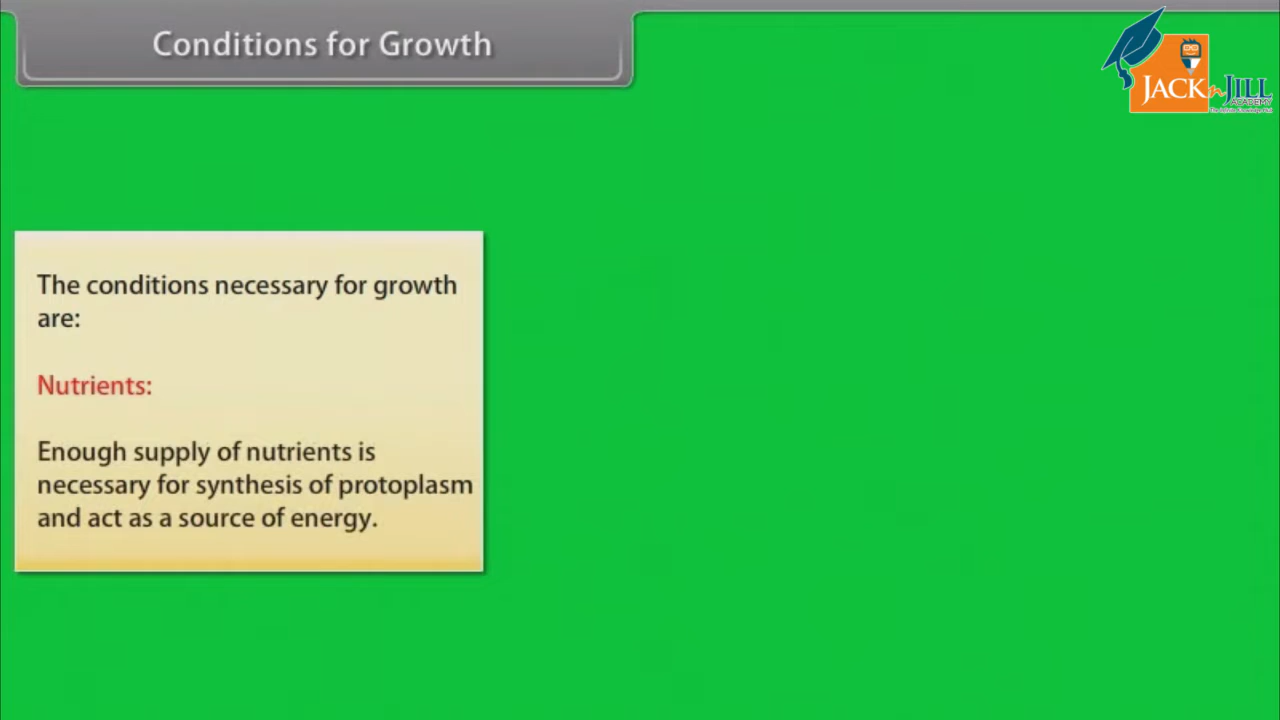 Conditions for Growth
JACK n JILL
ACADEMY
The conditions necessary for growth
are:
Nutrients:
Enough supply of nutrients is
necessary for synthesis of protoplasm
and act as a source of energy.